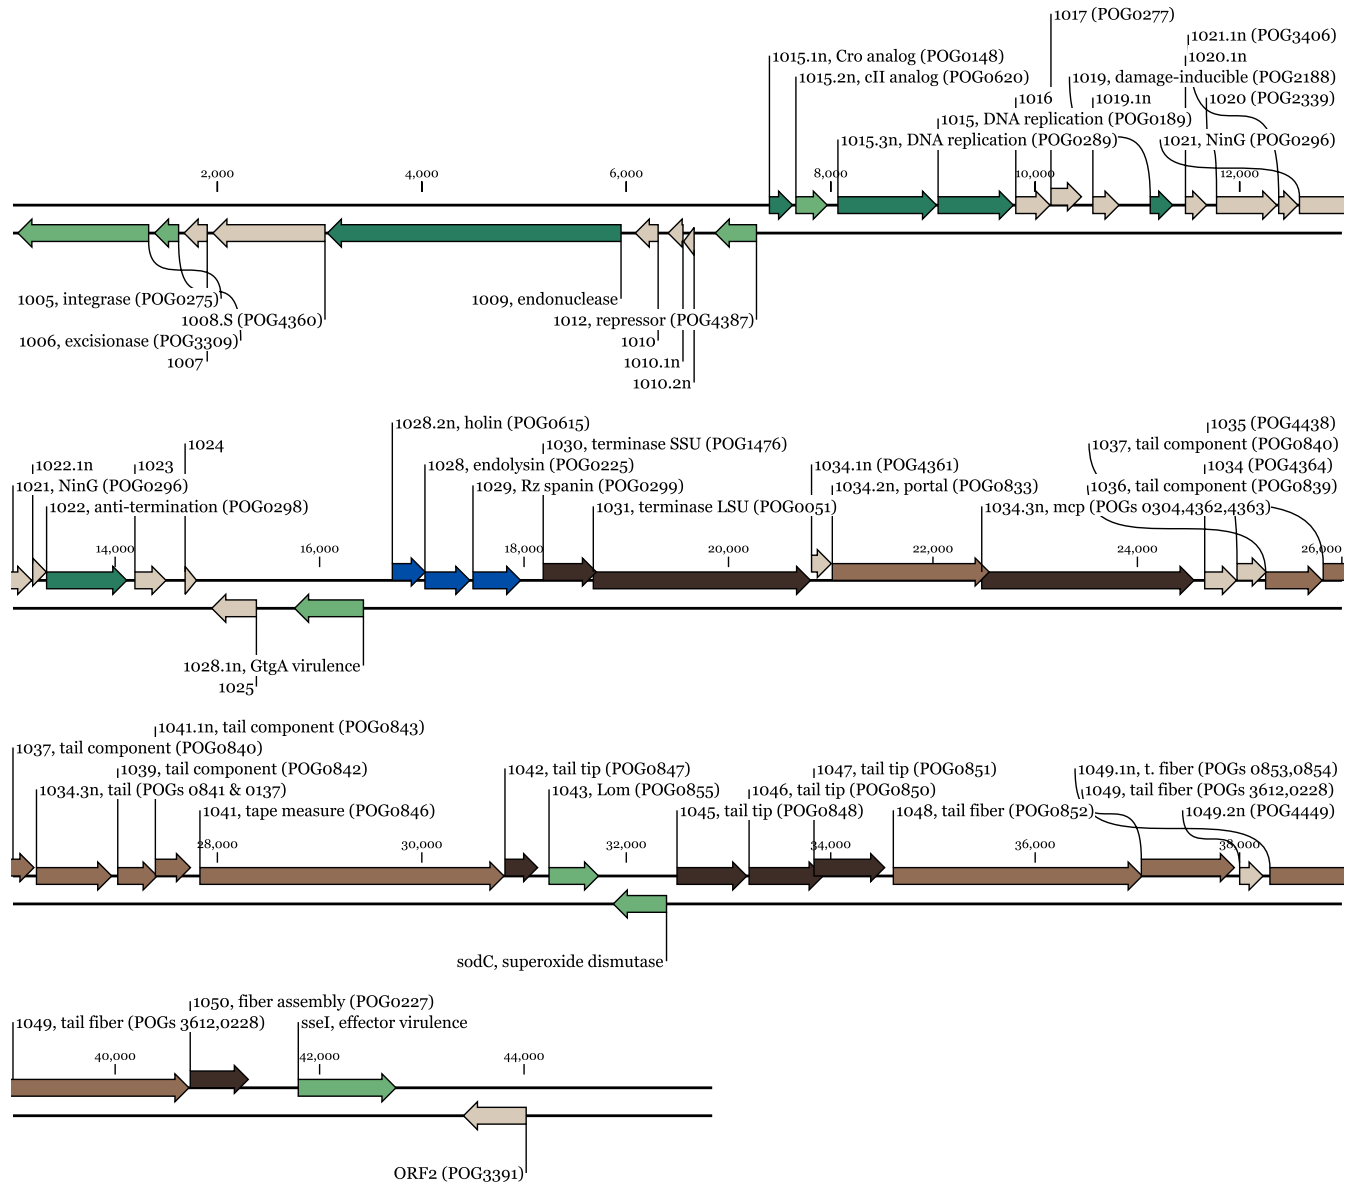 1017 (POG0277)
1021.1n (POG3406)
1015.1n, Cro analog (POG0148)
1020.1n
1015.2n, cII analog (POG0620)
1019, damage-inducible (POG2188)
1016
1019.1n
1020 (POG2339)
1015, DNA replication (POG0189)
1015.3n, DNA replication (POG0289)
1021, NinG (POG0296)
2,000
4,000
6,000
8,000
10,000
12,000
1005, integrase (POG0275)
1009, endonuclease
1008.S (POG4360)
1012, repressor (POG4387)
1006, excisionase (POG3309)
1010
1007
1010.1n
1010.2n
1028.2n, holin (POG0615)
1035 (POG4438)
1024
1030, terminase SSU (POG1476)
1037, tail component (POG0840)
1022.1n
1023
1028, endolysin (POG0225)
1034.1n (POG4361)
1034 (POG4364)
1021, NinG (POG0296)
1029, Rz spanin (POG0299)
1034.2n, portal (POG0833)
1036, tail component (POG0839)
1022, anti-termination (POG0298)
1031, terminase LSU (POG0051)
1034.3n, mcp (POGs 0304,4362,4363)
14,000
16,000
18,000
20,000
22,000
24,000
26,000
1028.1n, GtgA virulence
1025
1041.1n, tail component (POG0843)
1037, tail component (POG0840)
1039, tail component (POG0842)
1042, tail tip (POG0847)
1047, tail tip (POG0851)
1049.1n, t. fiber (POGs 0853,0854)
1034.3n, tail (POGs 0841 & 0137)
1043, Lom (POG0855)
1046, tail tip (POG0850)
1049, tail fiber (POGs 3612,0228)
1041, tape measure (POG0846)
1045, tail tip (POG0848)
1048, tail fiber (POG0852)
1049.2n (POG4449)
28,000
30,000
32,000
34,000
36,000
38,000
sodC, superoxide dismutase
1050, fiber assembly (POG0227)
1049, tail fiber (POGs 3612,0228)
sseI, effector virulence
40,000
42,000
44,000
ORF2 (POG3391)